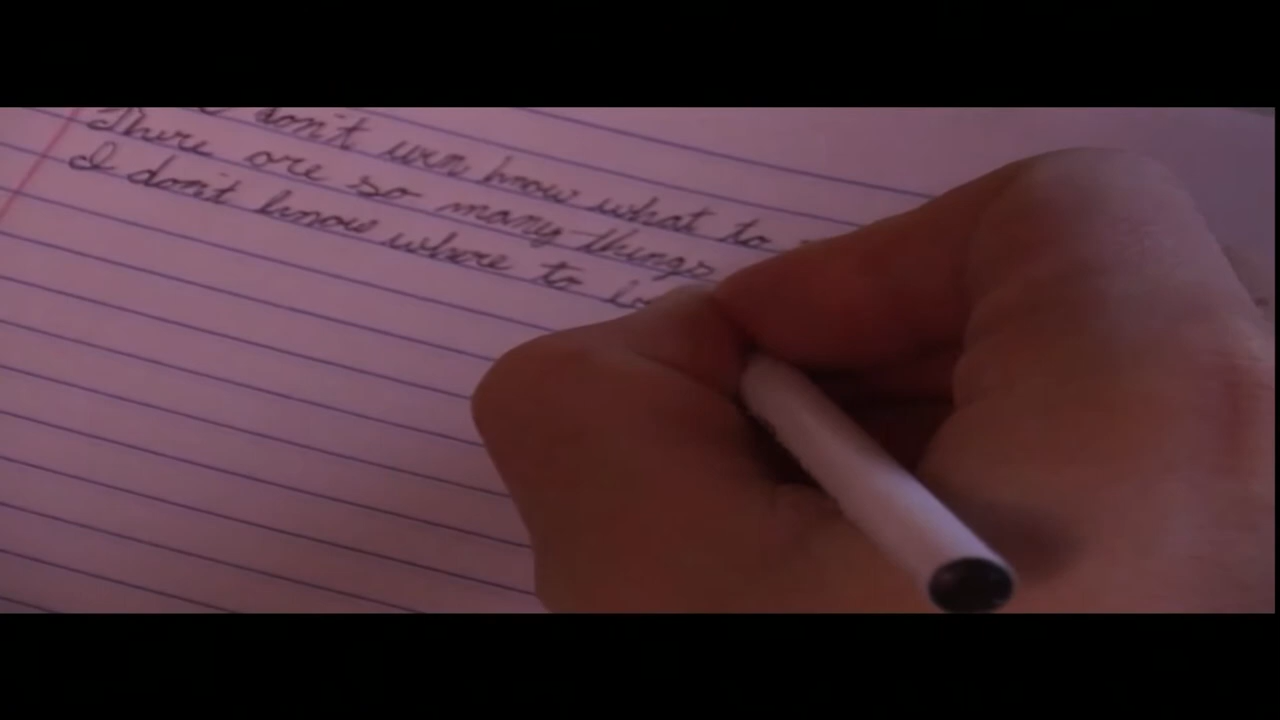 I don't even know what to
There are so many things
I don't know where to